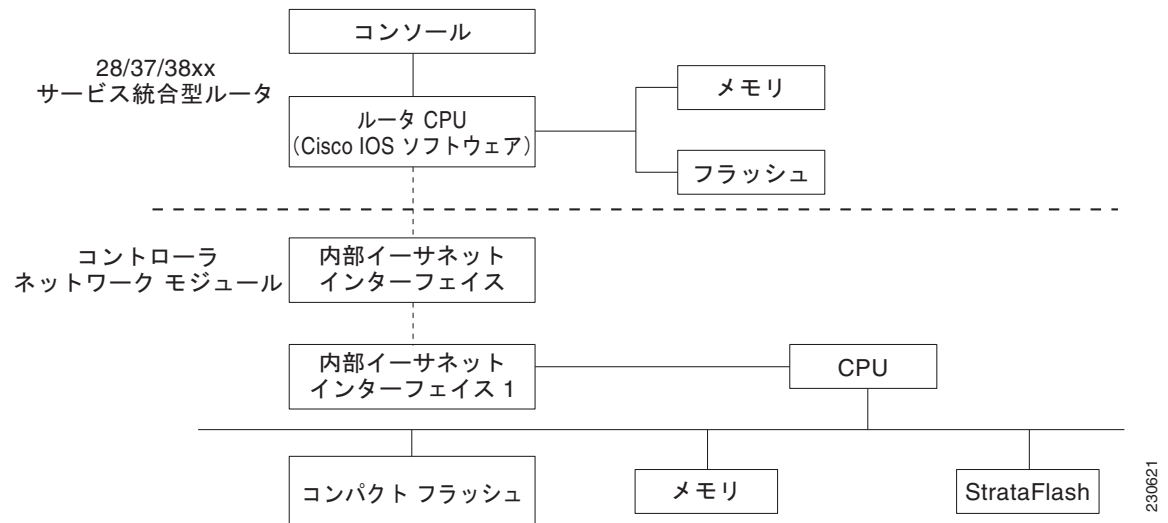 コンソール
28/37/38xx
サービス統合型ルータ
メモリ
ルータ CPU
（Cisco IOS ソフトウェア）
フラッシュ
コントローラ
ネットワーク モジュール
内部イーサネット
インターフェイス
内部イーサネット
インターフェイス 1
CPU
コンパクト フラッシュ
メモリ
StrataFlash
230621